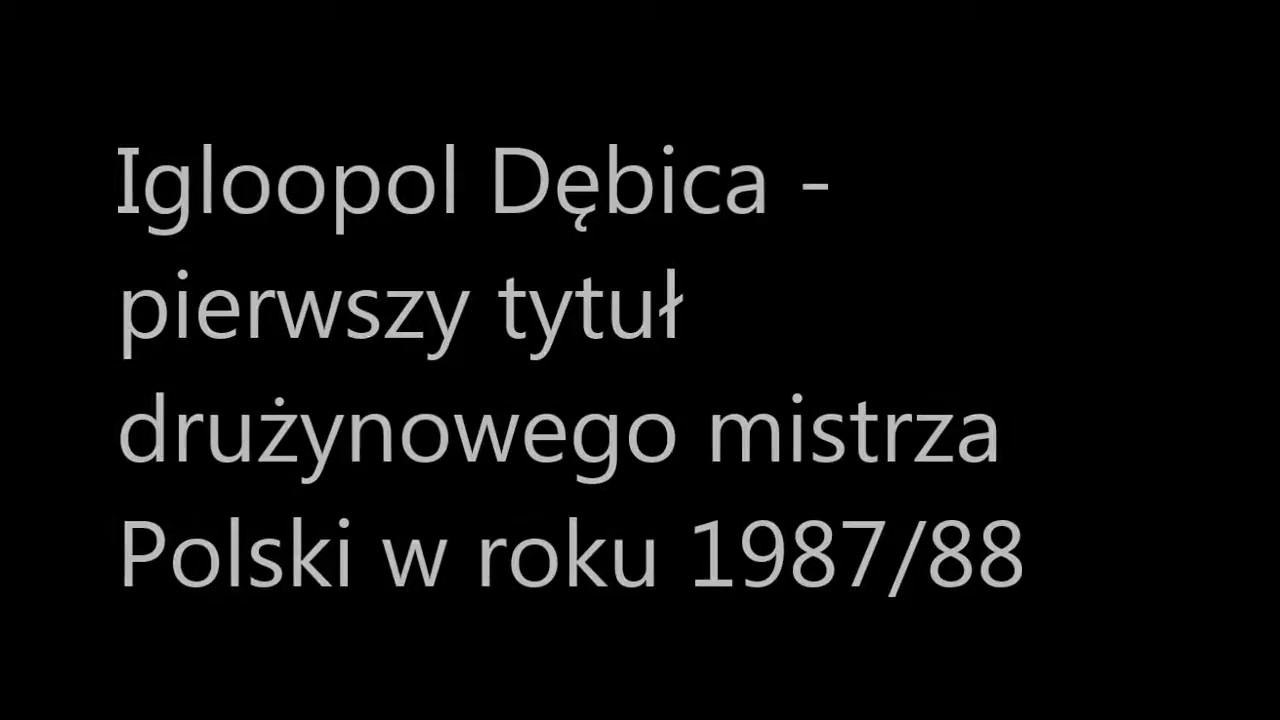 Igloopol Dębica -
pierwszy tytuł
drużynowego mistrza
Polski w roku 1987/88